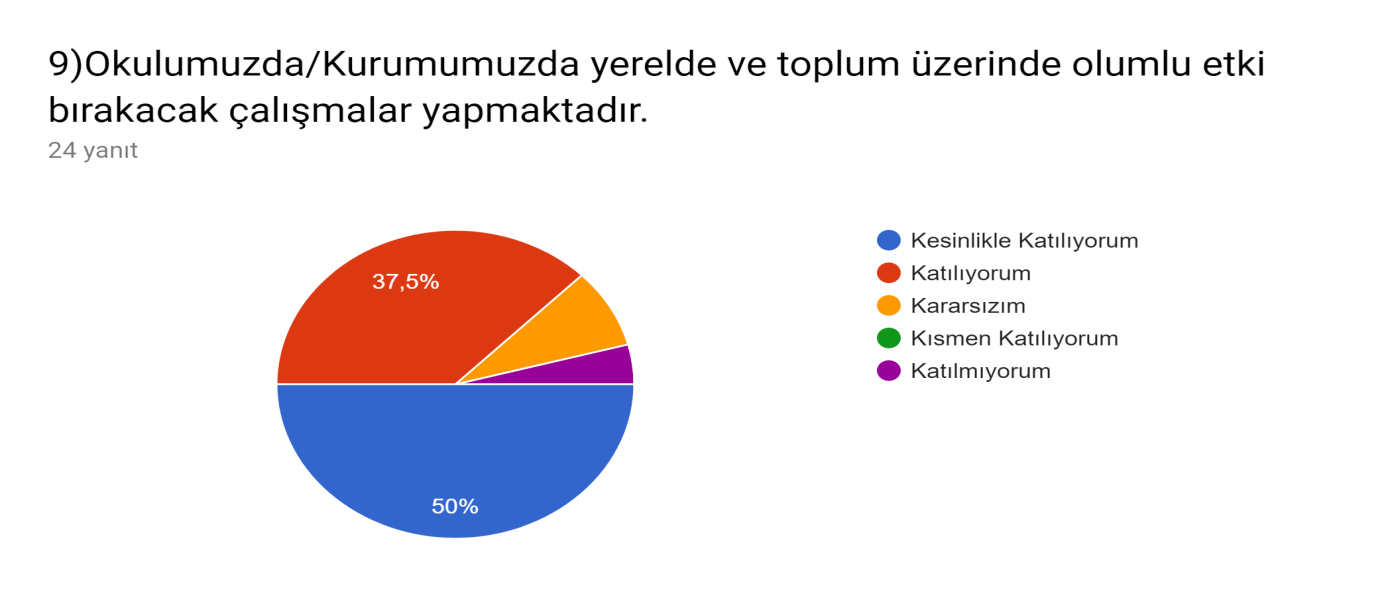 9)Okulumuzda/Kurumumuzda yerelde ve toplum üzerinde olumlu etki
bırakacak çalışmalar yapmaktadır.
24 yanıt
37,5%
50%
Kesinlikle Katılıyorum
Katılıyorum
Kararsızım
Kısmen Katılıyorum
Katılmıyorum